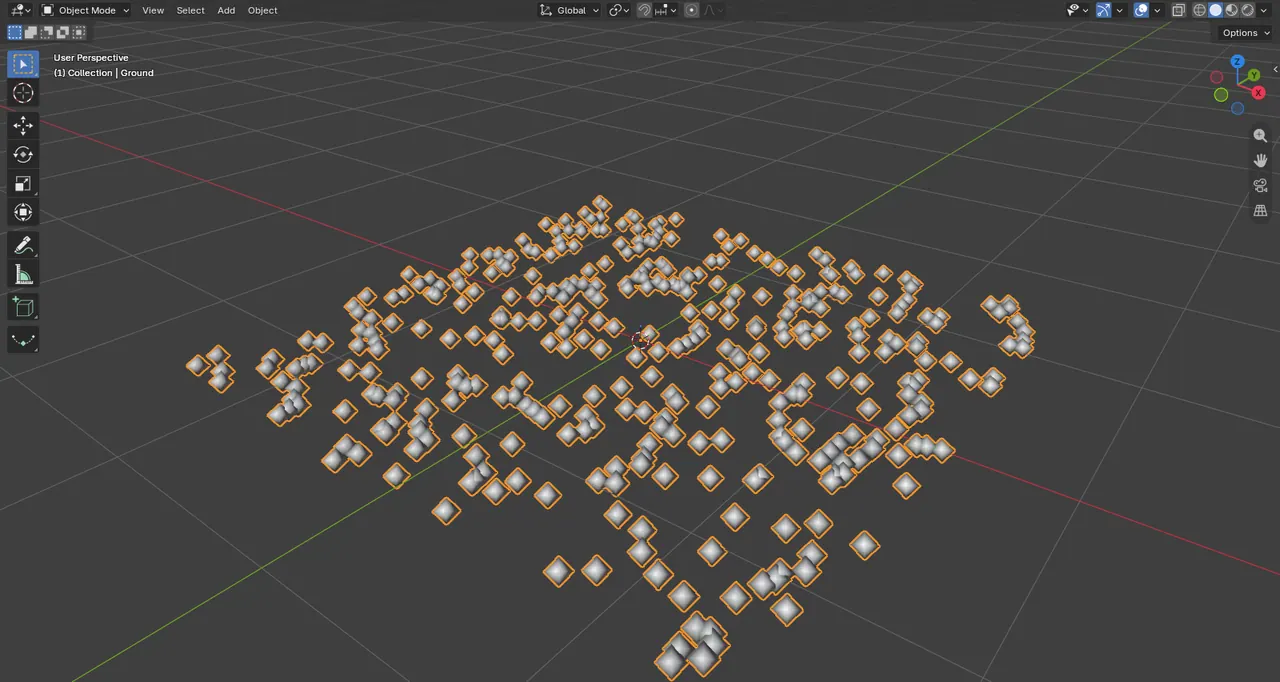 Object Mode View Select Add Object Global
Options
User Perspective
(1) Collection | Ground
Z
Y
X